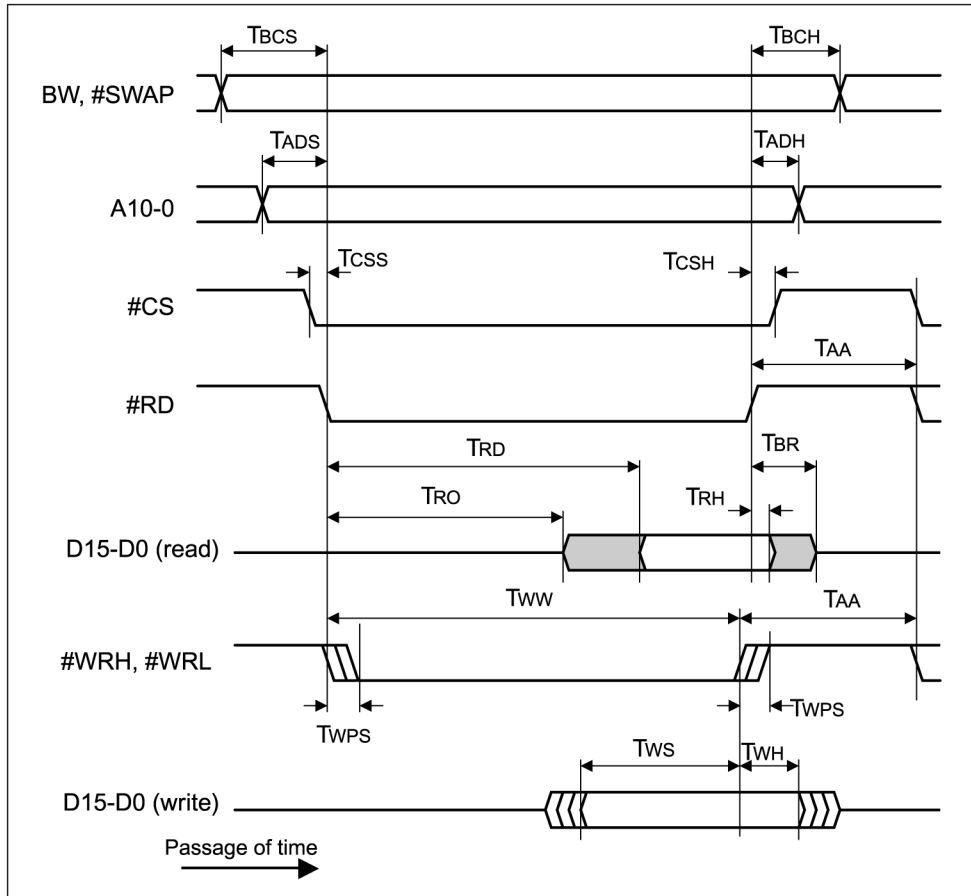 TBCS TBCH
BW, #SWAP
TADS TADH
A10-0
TCSS TCSH
#CS
TAA
#RD
TRD TBR
TRO TRH
D15-D0 (read)
TWW TAA
#WRH, #WRL
TWPS TWPS
TWS TWH
D15-D0 (write)
Passage of time